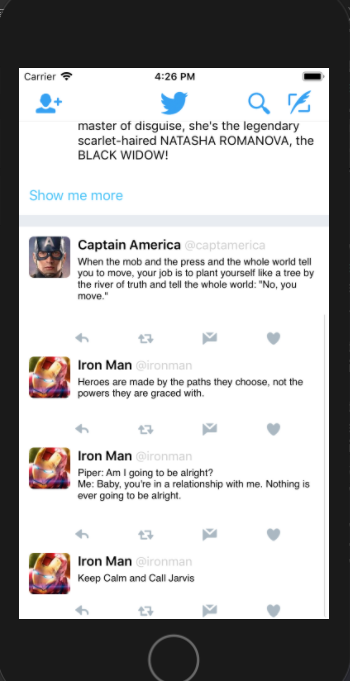 Carrier 4:26 PM
master of disguise, she's the legendary
scarlet-haired NATASHA ROMANOVA, the
BLACK WIDOW!
Show me more
Captain America @captamerica
When the mob and the press and the whole world tell
you to move, your job is to plant yourself like a tree by
the river of truth and tell the whole world: "No, you
move."
Iron Man @ironman
Heroes are made by the paths they choose, not the
powers they are graced with.
Iron Man @ironman
Piper: Am I going to be alright?
Me: Baby, you're in a relationship with me. Nothing is
ever going to be alright.
Iron Man @ironman
Keep Calm and Call Jarvis